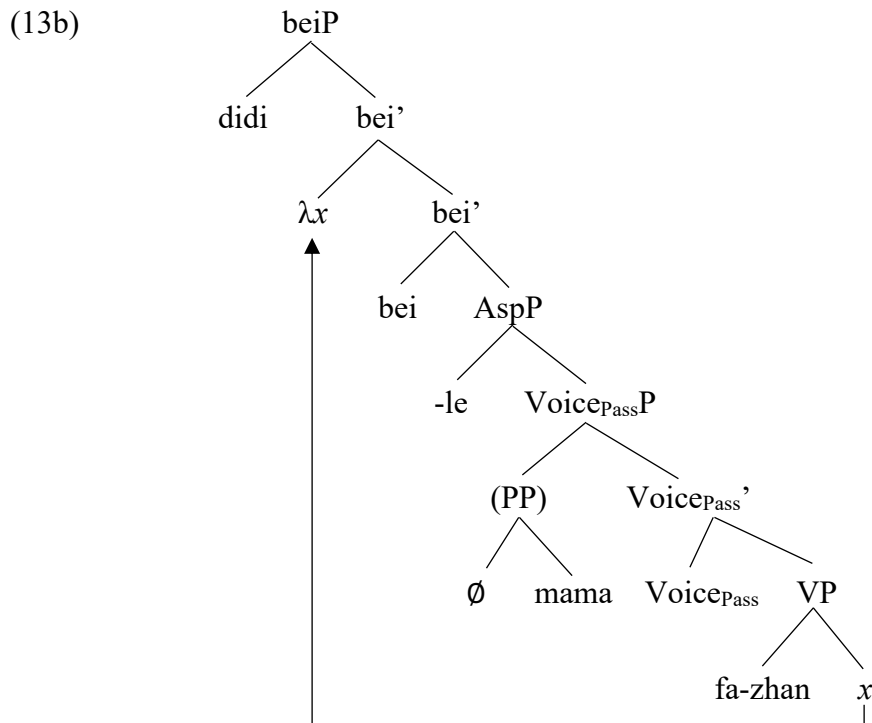 (13b) beiP
didi bei’
λx bei’
bei AspP
-le VoicePassP
(PP) VoicePass’
∅ mama VoicePass VP
fa-zhan x